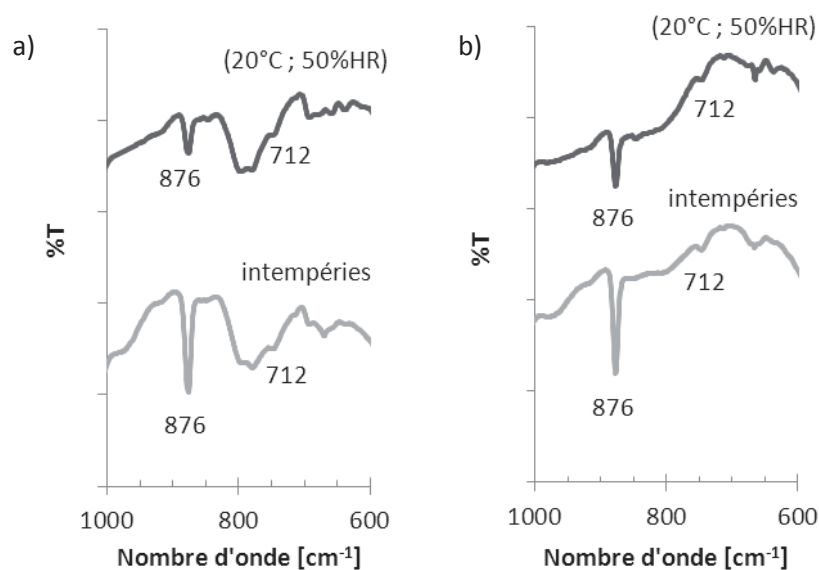 a)
(20°C ; 50%HR)
712
876
intempéries
712
876
%T
1000
800
600
Nombre d'onde [cm-1]
b)
(20°C ; 50%HR)
712
876
intempéries
712
876
%T
1000
800
600
Nombre d'onde [cm-1]